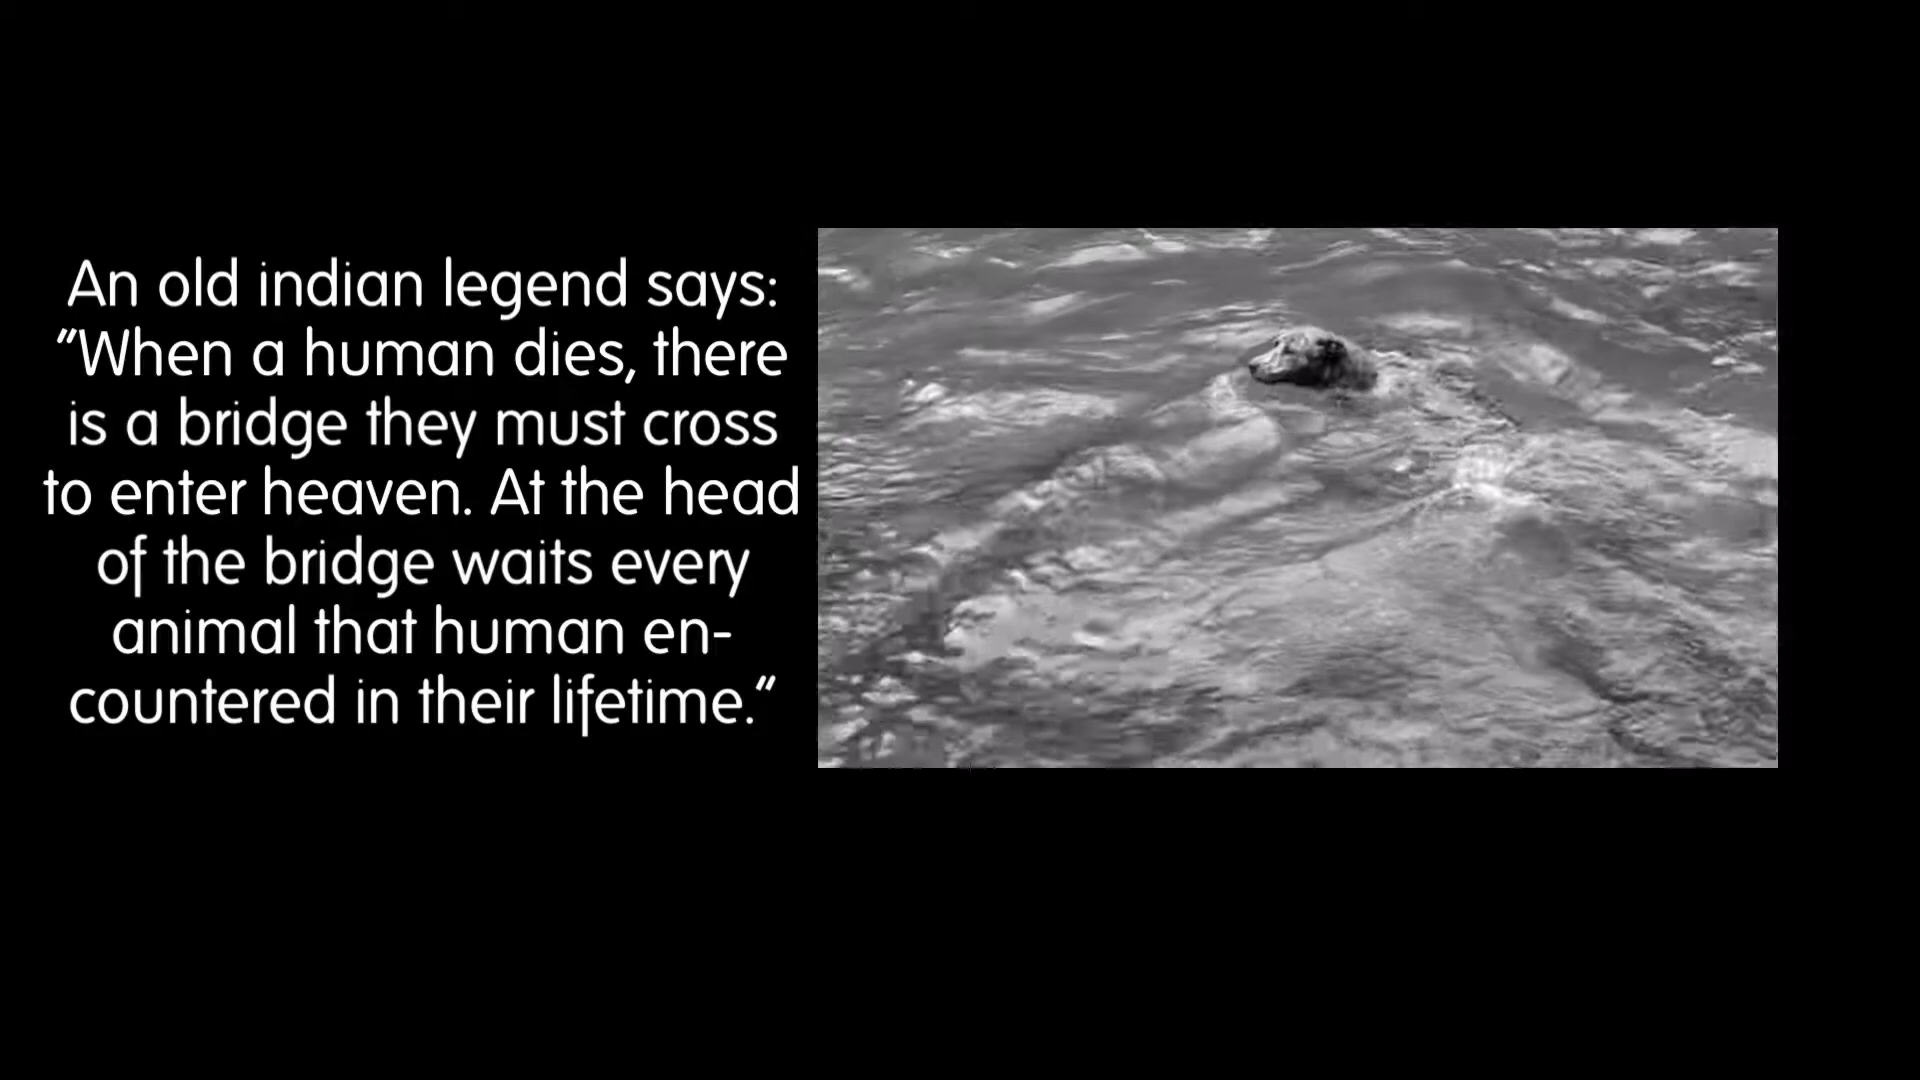 An old indian legend says:
"When a human dies, there
is a bridge they must cross
to enter heaven. At the head
of the bridge waits every
animal that human en-
countered in their lifetime."